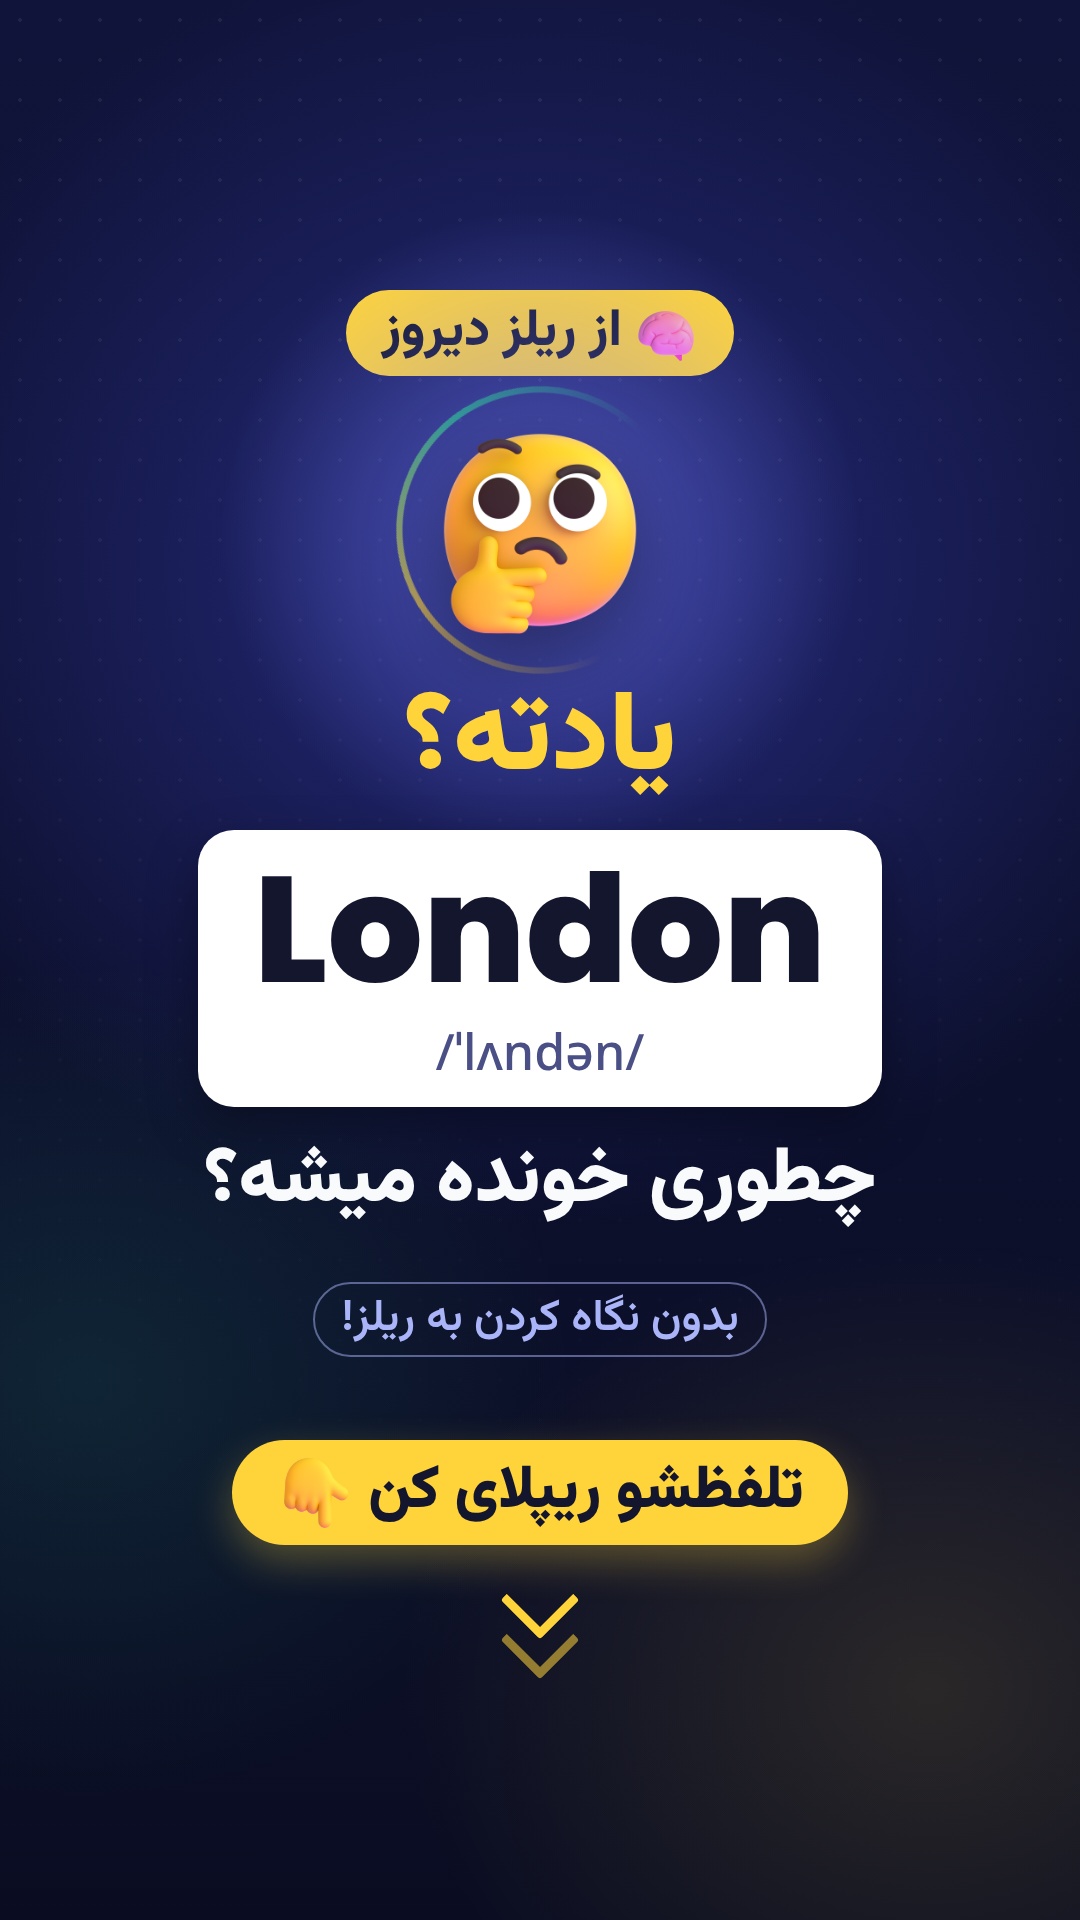 از ریلز دیروز
یادته؟
London
/ˈlʌndən/
چطوری خونده میشه؟
بدون نگاه کردن به ریلز!
تلفظشو ریپلای کن